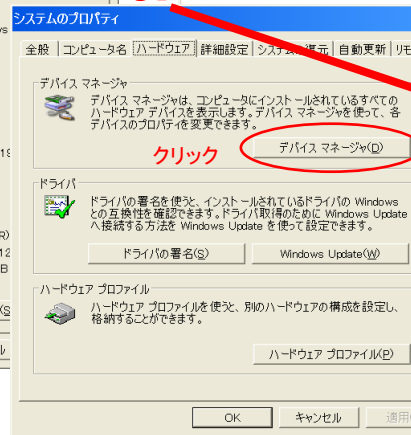 システムのプロパティ
全般 コンピュータ名 ハードウェア 詳細設定 自動更新 リモ
デバイス マネージャ
デバイス マネージャは、コンピュータにインストールされているすべての
ハードウェア デバイスを表示します。デバイス マネージャを使って、各
デバイスのプロパティを変更できます。
クリック
デバイス マネージャ(D)
ドライバ
ドライバの署名を使うと、インストールされているドライバの Windows
との互換性を確認できます。ドライバ取得のために Windows Update
へ接続する方法を Windows Update を使って設定できます。
ドライバの署名(S) Windows Update(W)
ハードウェア プロファイル
ハードウェア プロファイルを使うと、別のハードウェアの構成を設定し、
格納することができます。
ハードウェア プロファイル(P)
OK キャンセル 適用